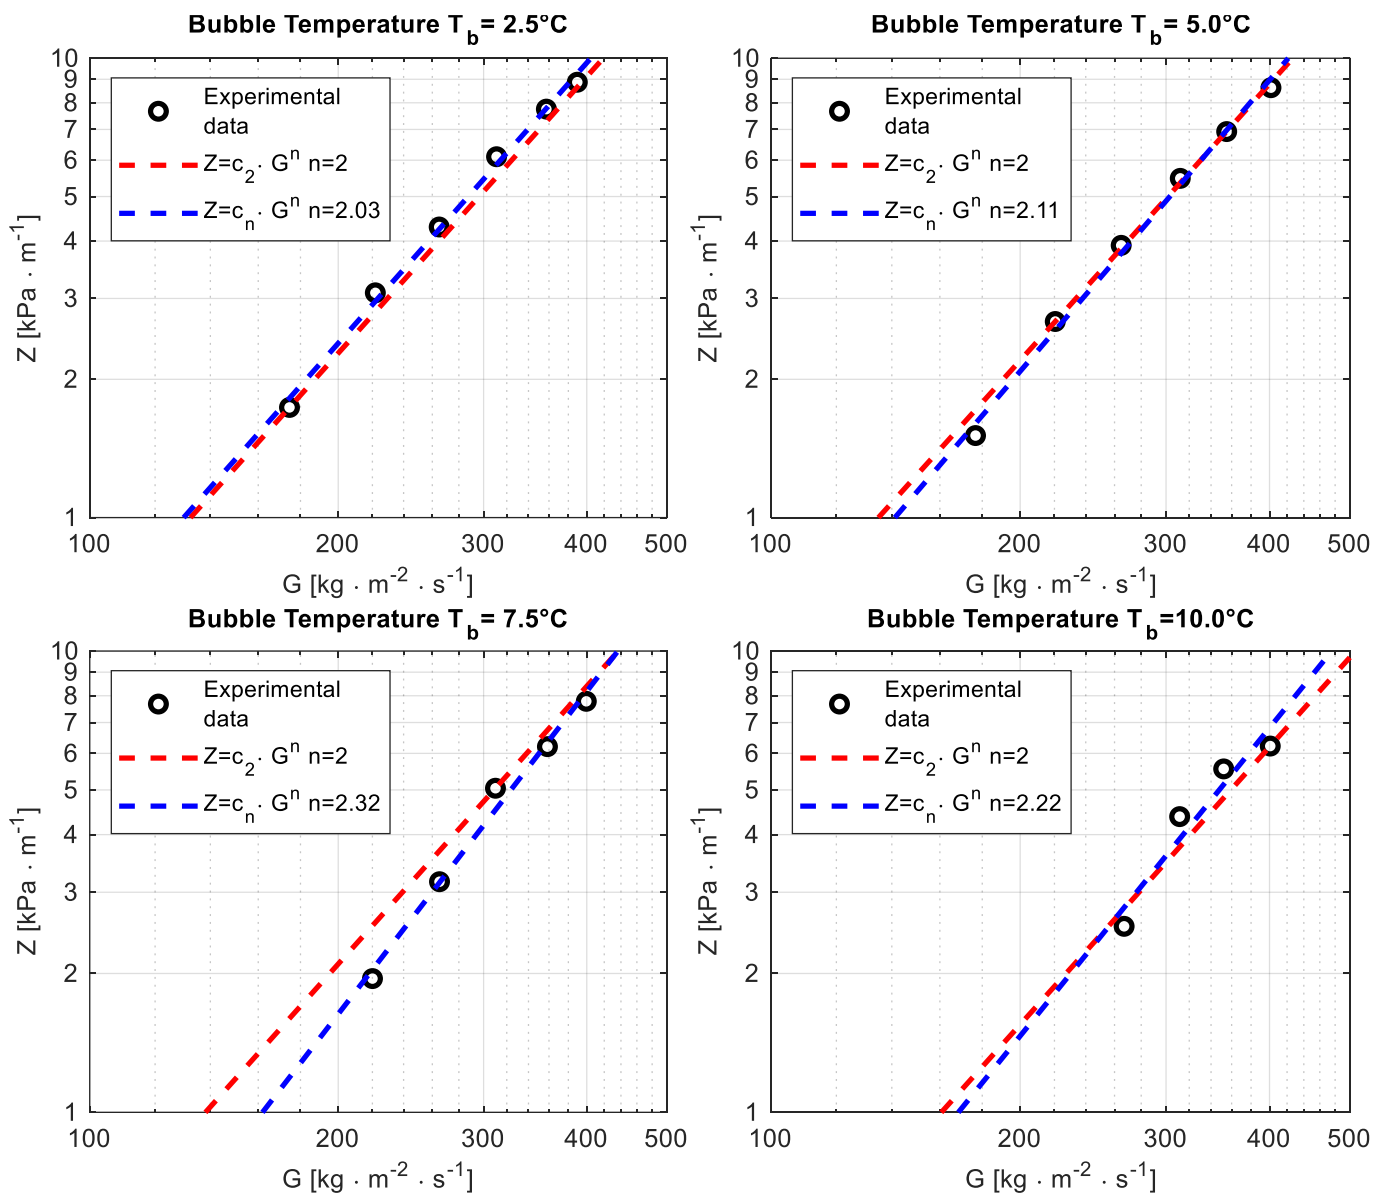 Bubble Temperature T_b= 2.5°C
10
9
8
7
6
5
4
3
2
1
Z [kPa · m^-1]
Experimental
data
Z=c_2· G^n n=2
Z=c_n· G^n n=2.03
100 200 300 400 500
G [kg · m^-2 · s^-1]
Bubble Temperature T_b= 5.0°C
10
9
8
7
6
5
4
3
2
1
Z [kPa · m^-1]
Experimental
data
Z=c_2· G^n n=2
Z=c_n· G^n n=2.11
100 200 300 400 500
G [kg · m^-2 · s^-1]
Bubble Temperature T_b= 7.5°C
10
9
8
7
6
5
4
3
2
1
Z [kPa · m^-1]
Experimental
data
Z=c_2· G^n n=2
Z=c_n· G^n n=2.32
100 200 300 400 500
G [kg · m^-2 · s^-1]
Bubble Temperature T_b=10.0°C
10
9
8
7
6
5
4
3
2
1
Z [kPa · m^-1]
Experimental
data
Z=c_2· G^n n=2
Z=c_n· G^n n=2.22
100 200 300 400 500
G [kg · m^-2 · s^-1]